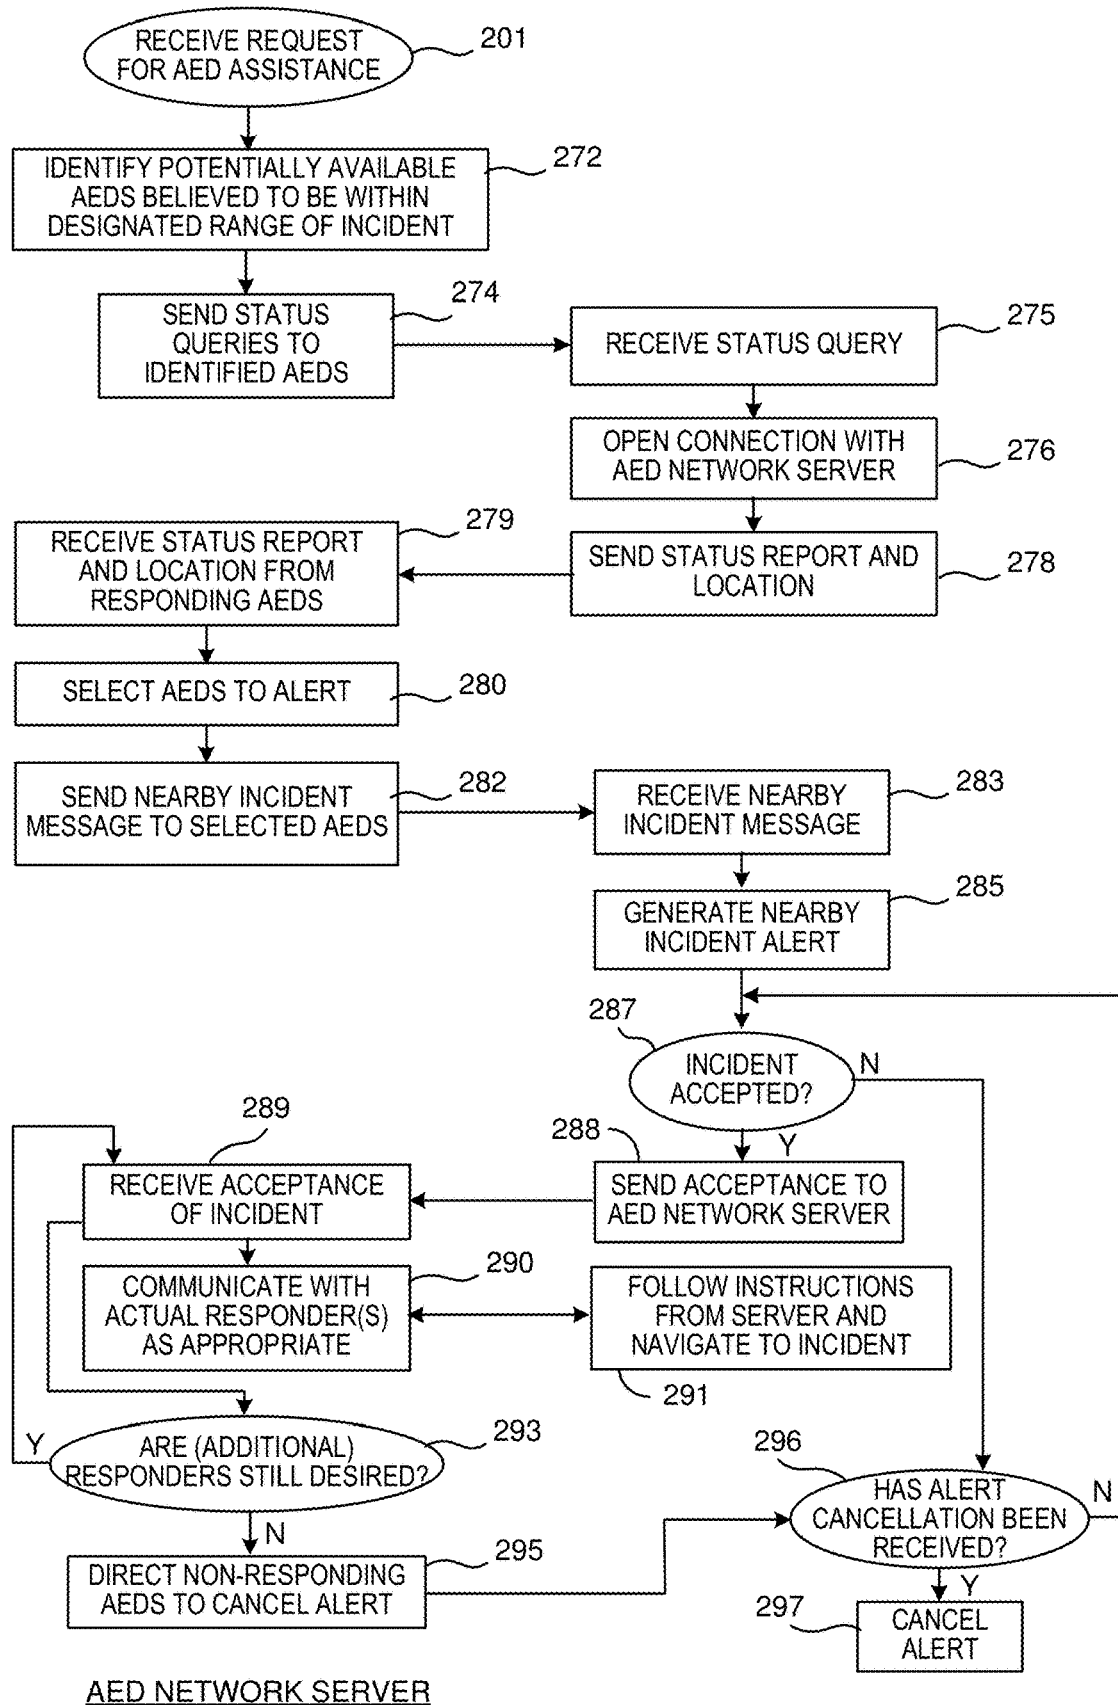 RECEIVE REQUEST
FOR AED ASSISTANCE
201
IDENTIFY POTENTIALLY AVAILABLE
AEDS BELIEVED TO BE WITHIN
DESIGNATED RANGE OF INCIDENT
272
SEND STATUS
QUERIES TO
IDENTIFIED AEDS
274
RECEIVE STATUS QUERY
275
OPEN CONNECTION WITH
AED NETWORK SERVER
276
SEND STATUS REPORT AND
LOCATION
278
RECEIVE STATUS REPORT
AND LOCATION FROM
RESPONDING AEDS
279
SELECT AEDS TO ALERT
280
SEND NEARBY INCIDENT
MESSAGE TO SELECTED AEDS
282
RECEIVE NEARBY
INCIDENT MESSAGE
283
GENERATE NEARBY
INCIDENT ALERT
285
287
INCIDENT
ACCEPTED?
N
Y
288
SEND ACCEPTANCE TO
AED NETWORK SERVER
289
RECEIVE ACCEPTANCE
OF INCIDENT
290
COMMUNICATE WITH
ACTUAL RESPONDER(S)
AS APPROPRIATE
FOLLOW INSTRUCTIONS
FROM SERVER AND
NAVIGATE TO INCIDENT
291
Y
ARE (ADDITIONAL)
RESPONDERS STILL DESIRED?
293
N
DIRECT NON-RESPONDING
AEDS TO CANCEL ALERT
295
296
HAS ALERT
CANCELLATION BEEN
RECEIVED?
N
Y
297
CANCEL
ALERT
AED NETWORK SERVER